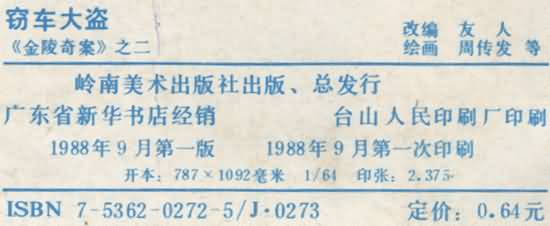 窃车大盗
《金陵奇案》之二
改编 友人
绘画 周传发 等
岭南美术出版社出版、总发行
广东省新华书店经销 台山人民印刷厂印刷
1988年9月第一版 1988年9月第一次印刷
开本：787×1092毫米 1/64 印张：2.375
ISBN 7-5362-0272-5/J·0273 定价：0.64元